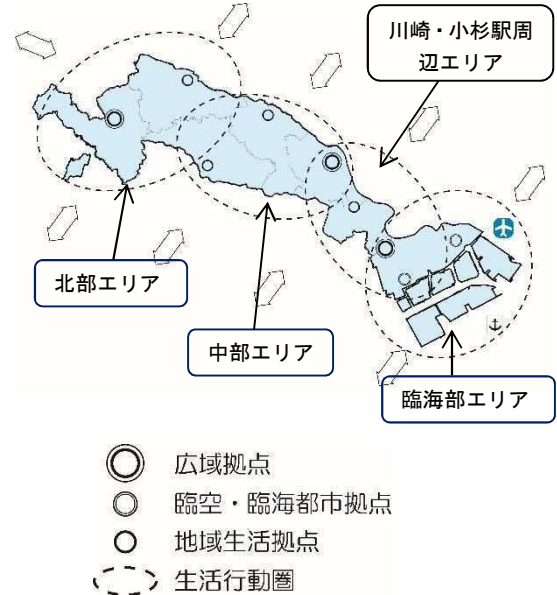 川崎・小杉駅周
辺エリア
北部エリア
中部エリア
臨海部エリア
広域拠点
臨空・臨海都市拠点
地域生活拠点
生活行動圏